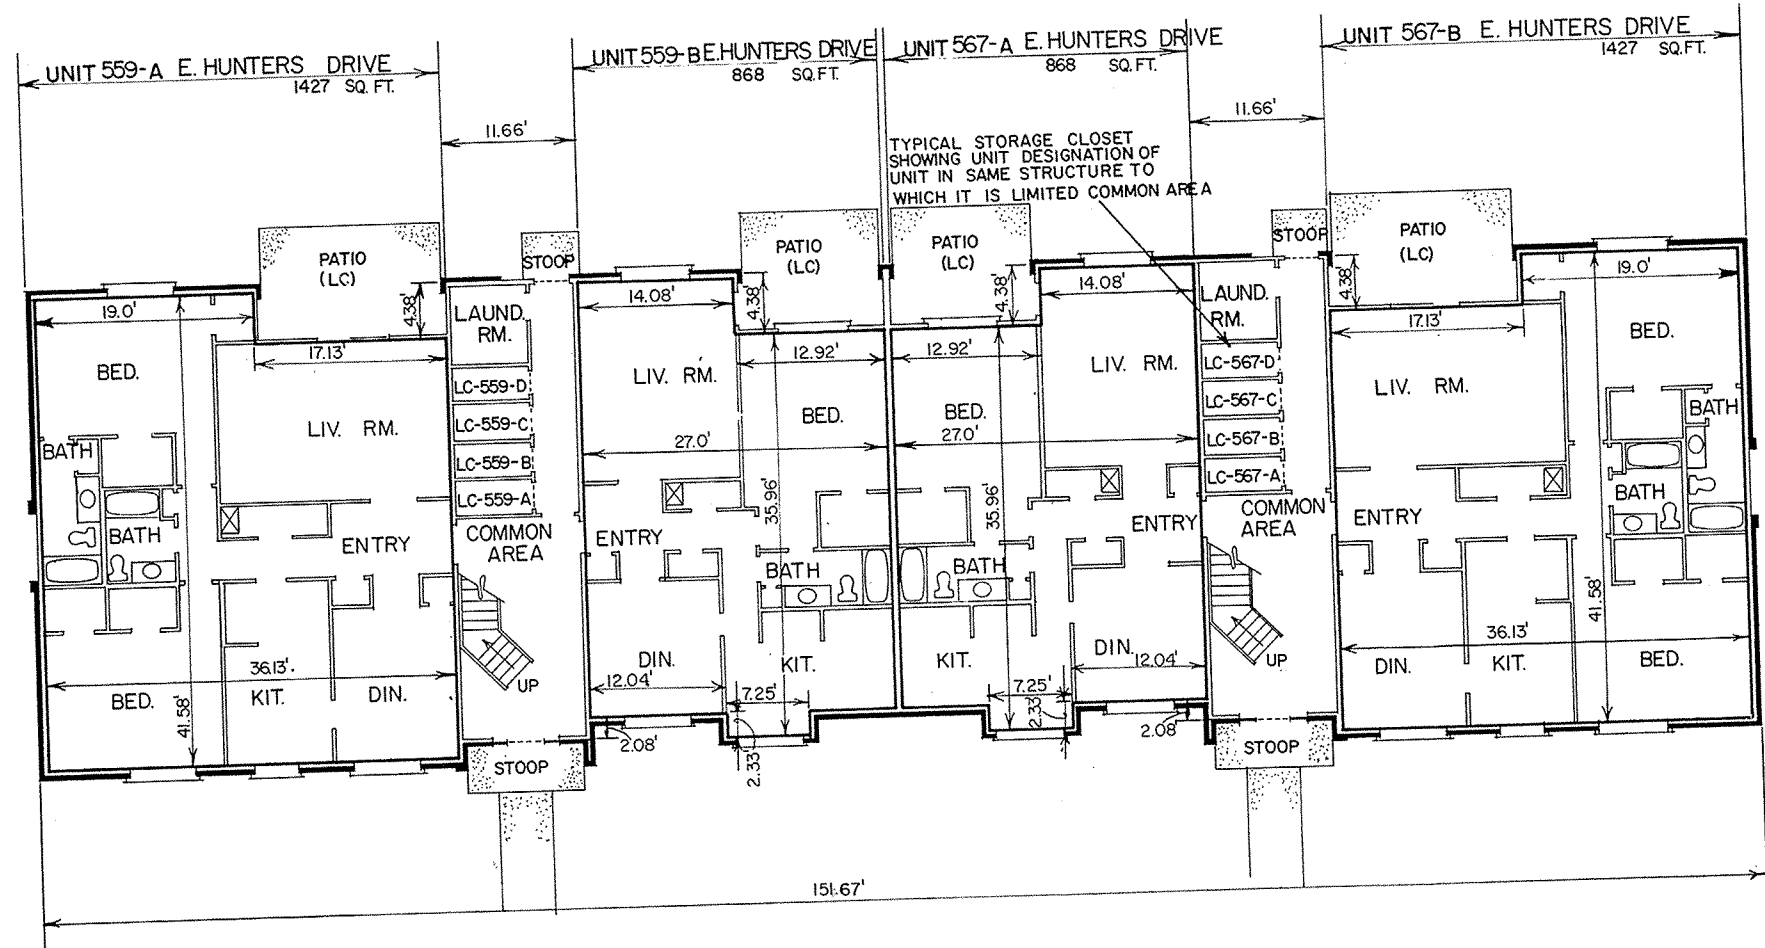 UNIT 559-A E. HUNTERS DRIVE
1427 SQ. FT.
UNIT 559-B E. HUNTERS DRIVE
868 SQ. FT.
UNIT 567-A E. HUNTERS DRIVE
868 SQ. FT.
UNIT 567-B E. HUNTERS DRIVE
1427 SQ. FT.
11.66'
11.66'
TYPICAL STORAGE CLOSET
SHOWING UNIT DESIGNATION OF
UNIT IN SAME STRUCTURE TO
WHICH IT IS LIMITED COMMON AREA
PATIO
(LC)
STOOP
PATIO
(LC)
PATIO
(LC)
STOOP
PATIO
(LC)
19.0'
4.38'
17.13'
BED.
LIV. RM.
BATH
BATH
ENTRY
36.13'
BED.
KIT.
DIN.
41.58'
LAUND.
RM.
LC-559-D
LC-559-C
LC-559-B
LC-559-A
COMMON
AREA
UP
STOOP
14.08'
4.38'
12.92'
LIV. RM.
BED.
27.0'
35.96'
ENTRY
BATH
DIN.
KIT.
12.04'
7.25'
2.08'
2.33'
4.38'
14.08'
12.92'
LIV. RM.
BED.
27.0'
35.96'
ENTRY
BATH
KIT.
DIN.
12.04'
7.25'
2.33'
2.08'
LAUND.
RM.
LC-567-D
LC-567-C
LC-567-B
LC-567-A
COMMON
AREA
UP
STOOP
4.38'
19.0'
17.13'
BED.
LIV. RM.
BATH
BATH
ENTRY
41.58'
36.13'
DIN.
KIT.
BED.
151.67'